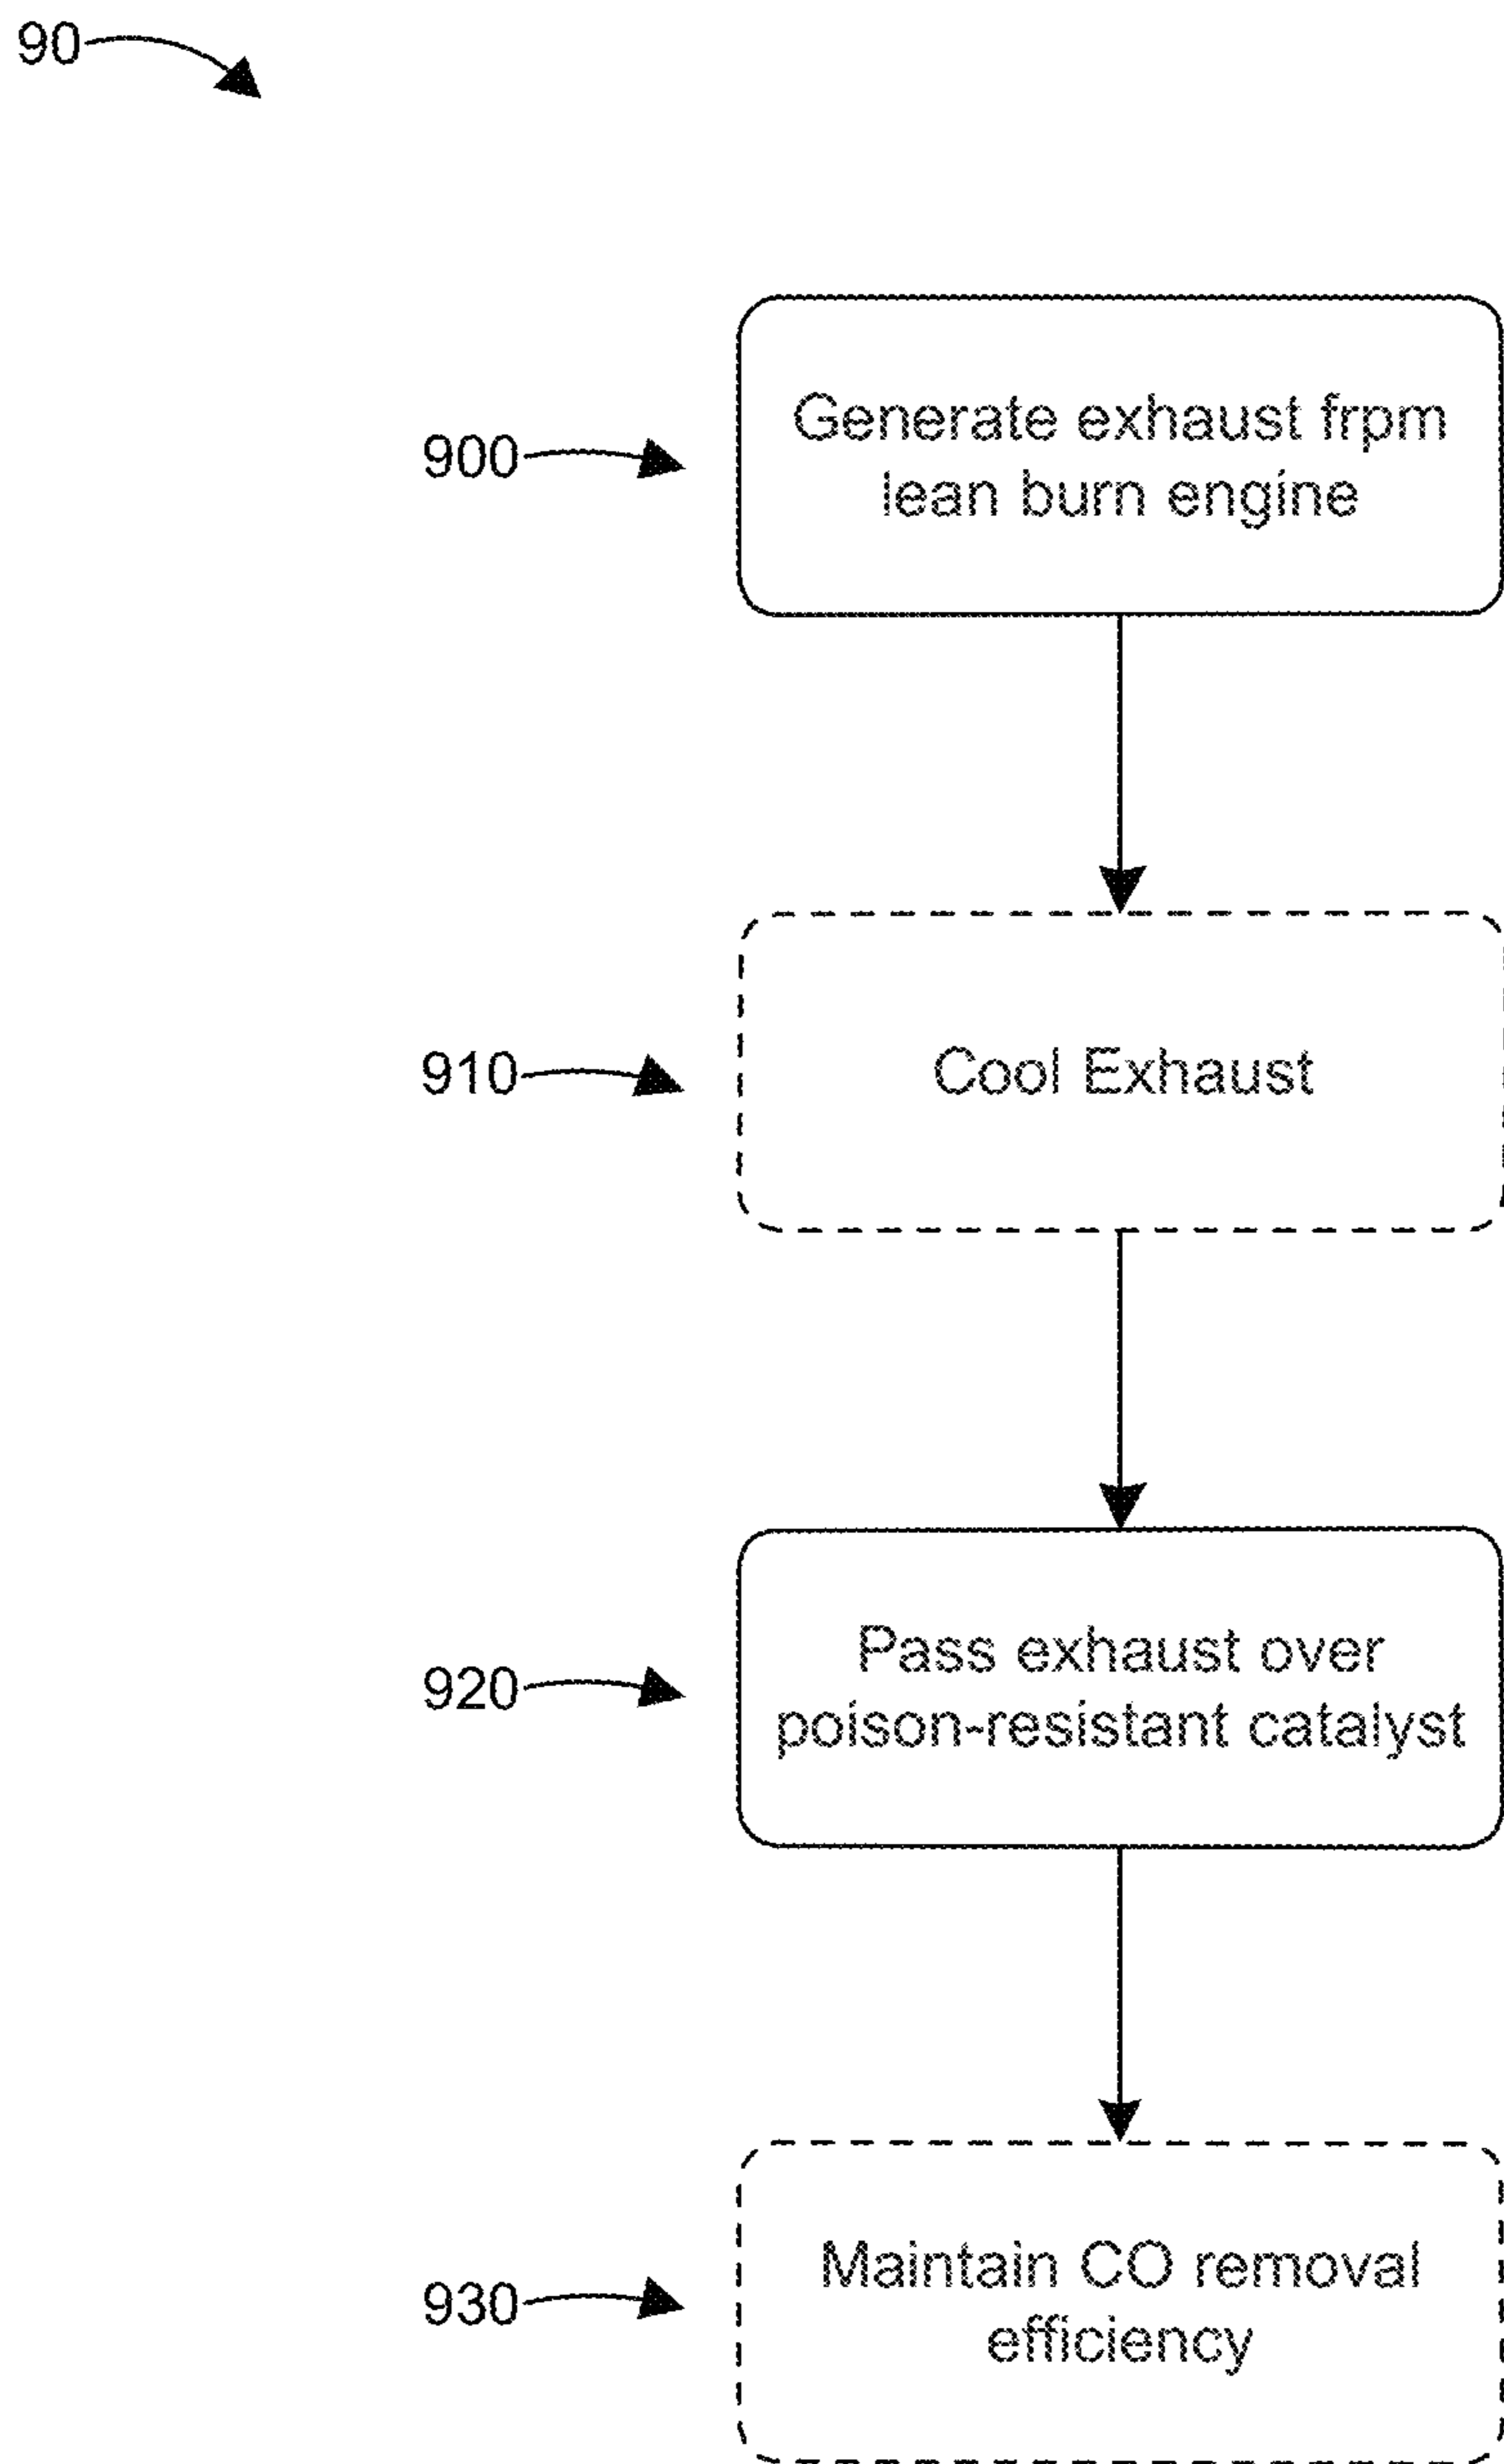 90
900
Generate exhaust frpm
lean burn engine
910
Cool Exhaust
920
Pass exhaust over
poison-resistant catalyst
930
Maintain CO removal
efficiency